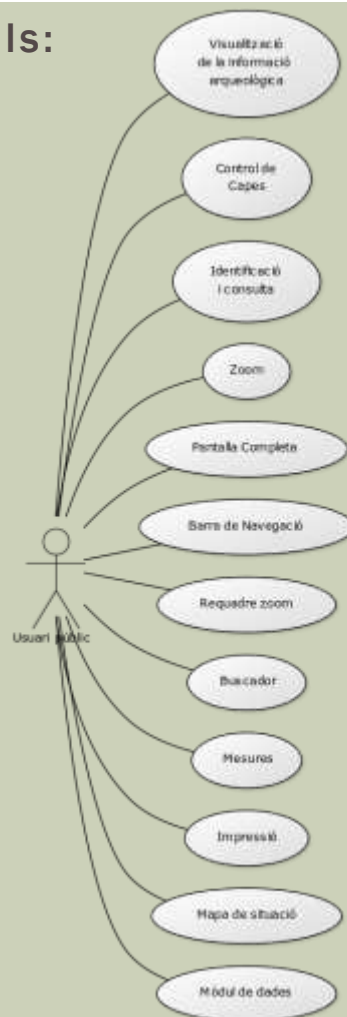 ls:
Visualització
de la informació
arqueològica
Control de
Capes
Identificació
i consulta
Zoom
Pantalla Completa
Barra de Navegació
Requadre zoom
Usuari públic
Buscador
Mesures
Impressió
Mapa de situació
Mòdul de dades